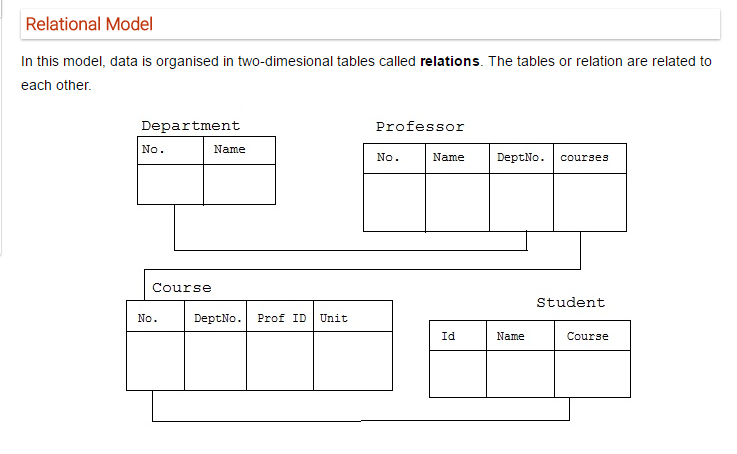 Relational Model
In this model, data is organised in two-dimesional tables called relations. The tables or relation are related to
each other.
Department
No. Name
Professor
No. Name DeptNo. courses
Course
No. DeptNo. Prof ID Unit
Student
Id Name Course